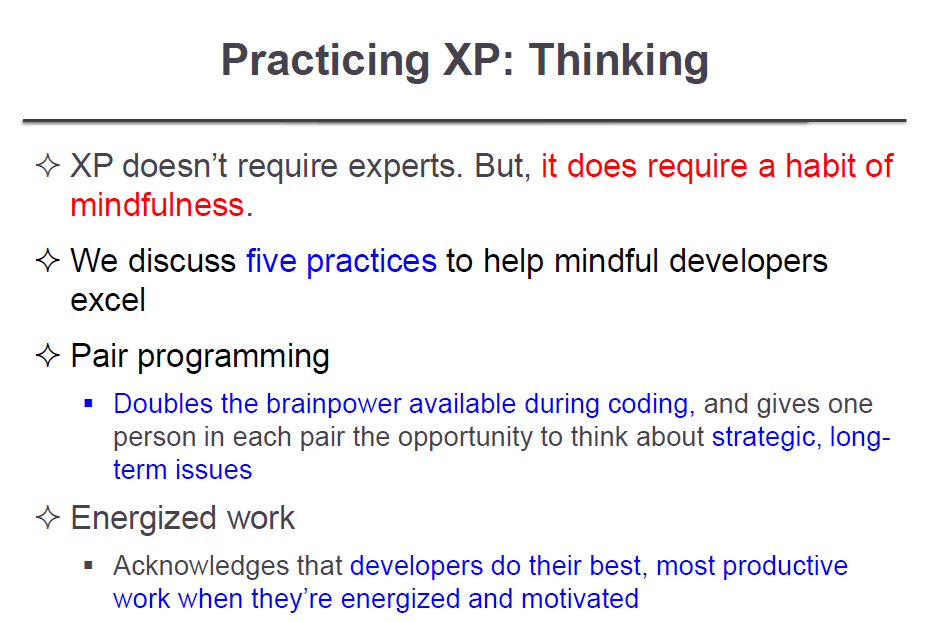 Practicing XP: Thinking
✧ XP doesn’t require experts. But, it does require a habit of
mindfulness.
✧ We discuss five practices to help mindful developers
excel
✧ Pair programming
▪ Doubles the brainpower available during coding, and gives one
person in each pair the opportunity to think about strategic, long-
term issues
✧ Energized work
▪ Acknowledges that developers do their best, most productive
work when they’re energized and motivated